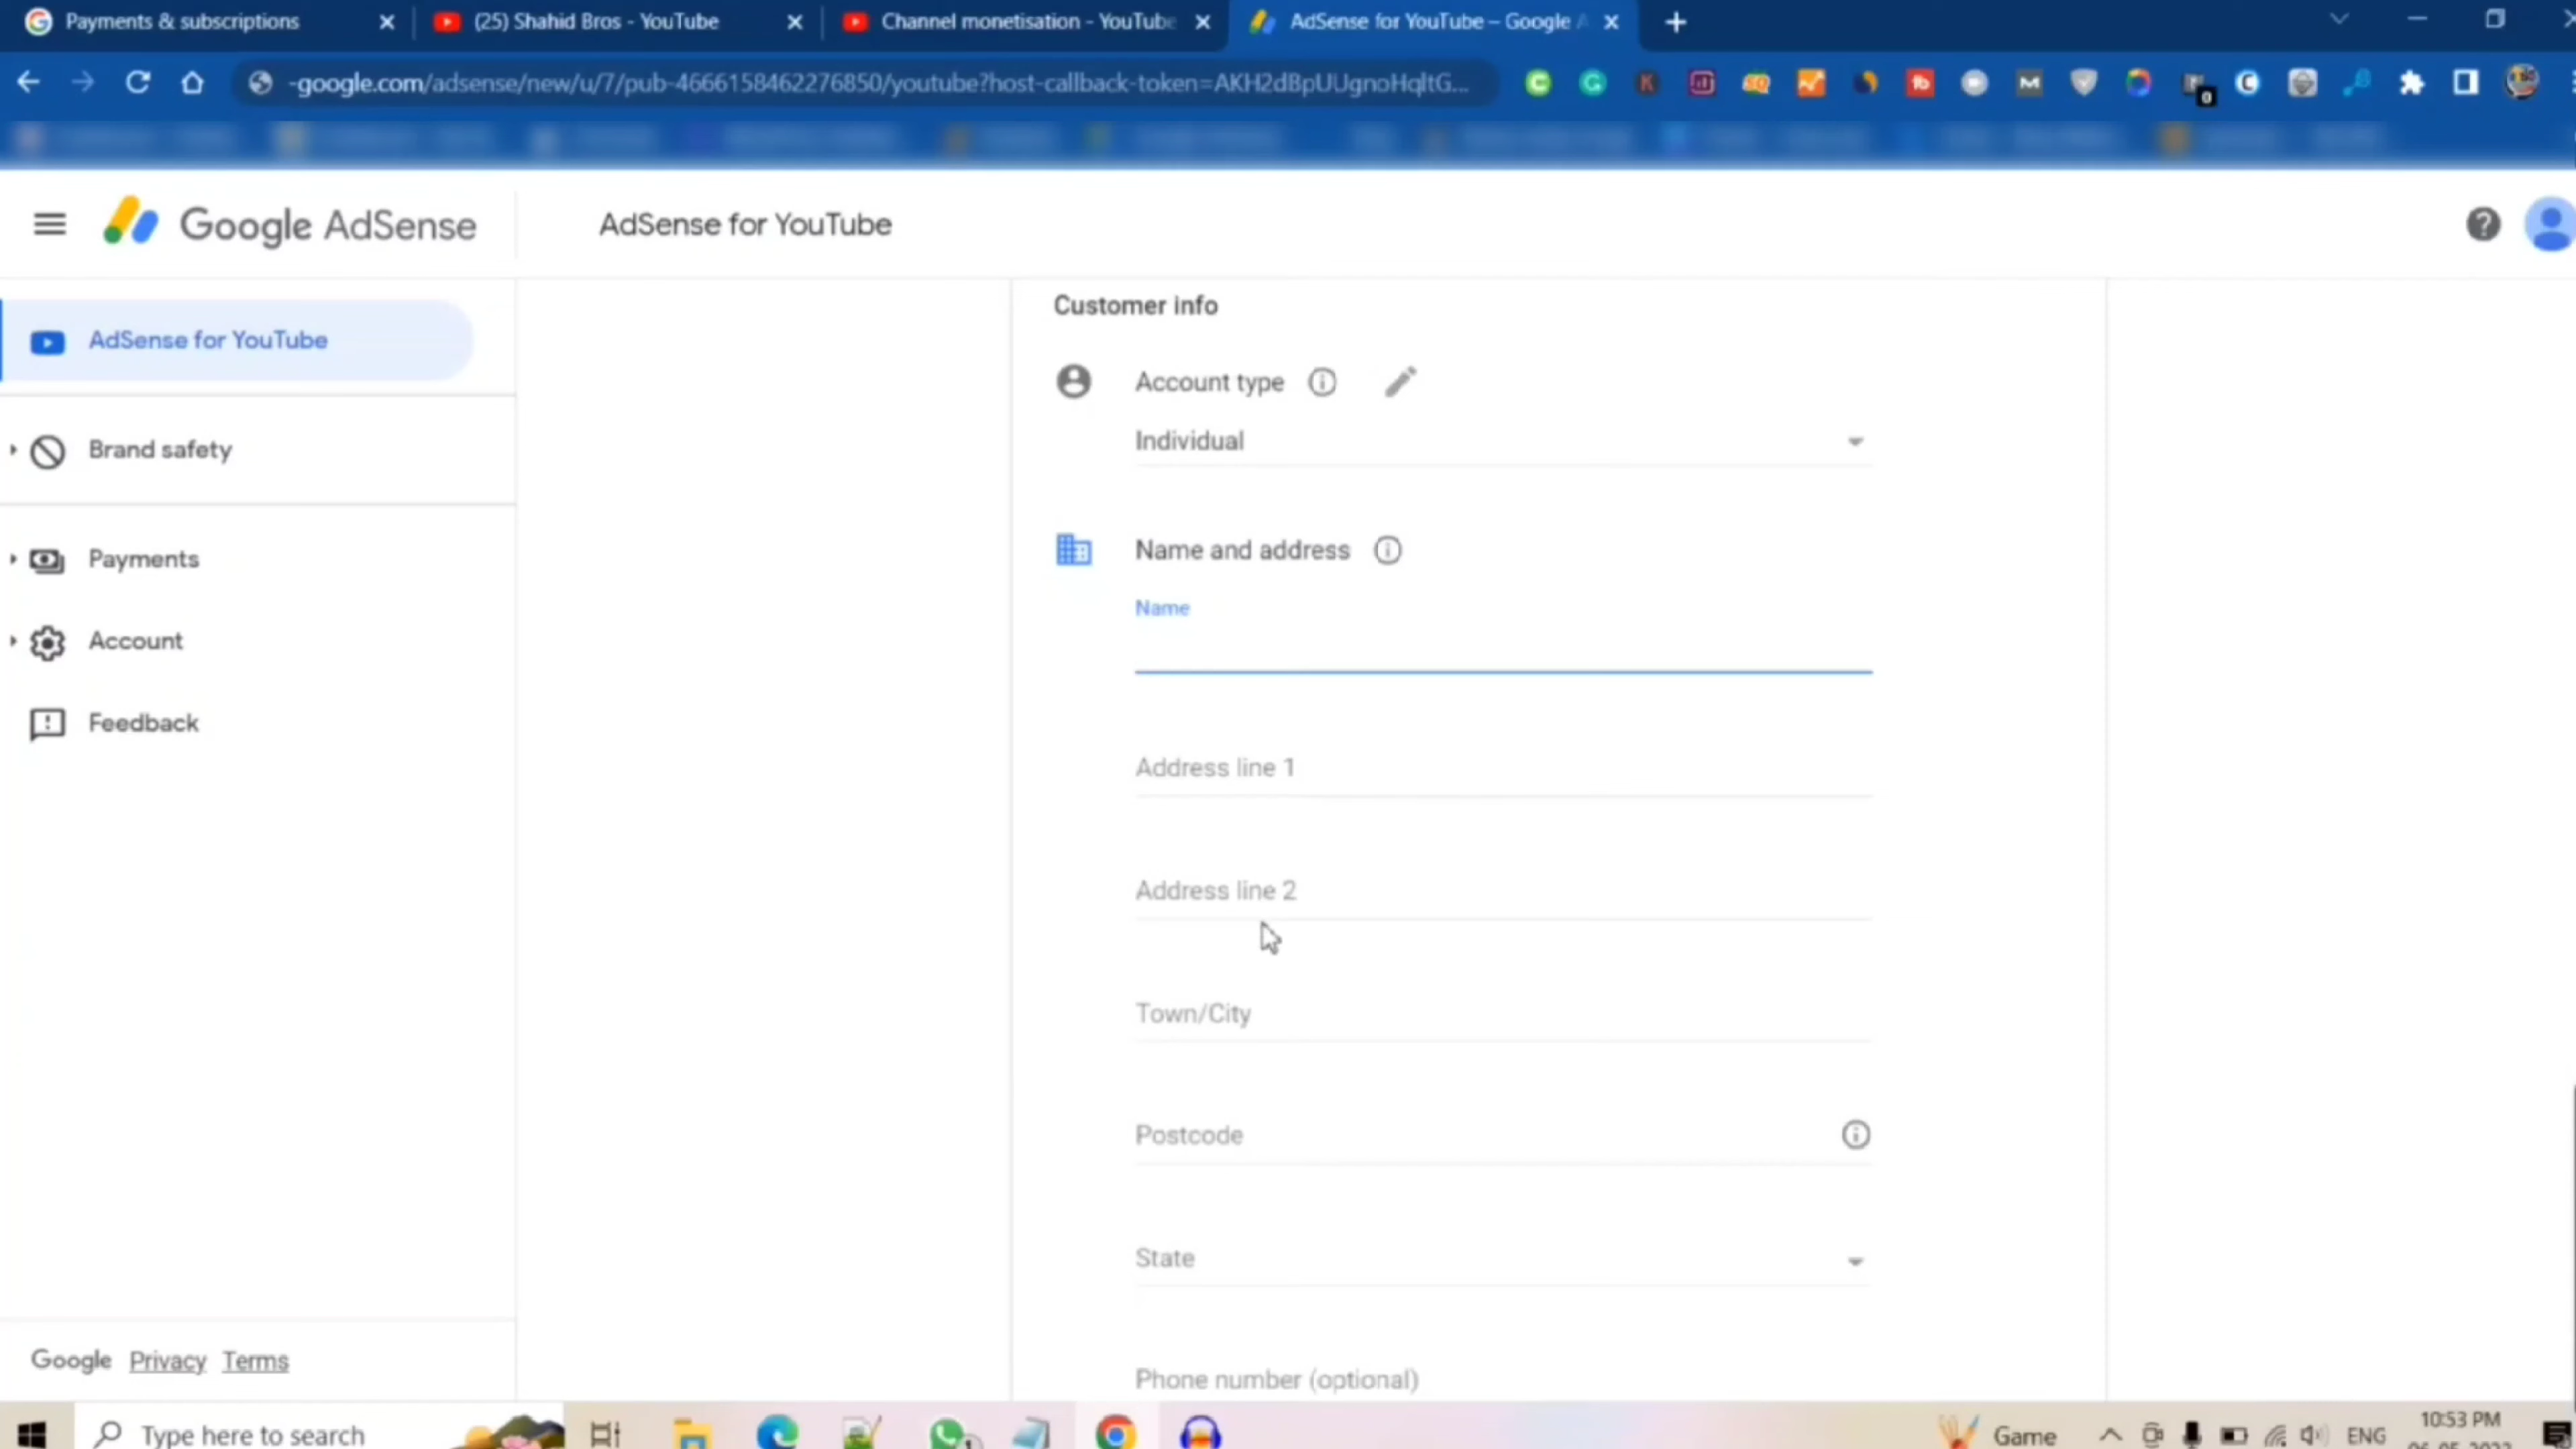 Payments & subscriptions
(25) Shahid Bros - YouTube
Channel monetisation - YouTube
AdSense for YouTube – Google A
-google.com/adsense/new/u/7/pub-4666158462276850/youtube?host-callback-token=AKH2dBpUUgnoHqltG...
Google AdSense
AdSense for YouTube
AdSense for YouTube
Brand safety
Payments
Account
Feedback
Customer info
Account type
Individual
Name and address
Name
Address line 1
Address line 2
Town/City
Postcode
State
Phone number (optional)
Google Privacy Terms
Type here to search
Game
ENG
10:53 PM